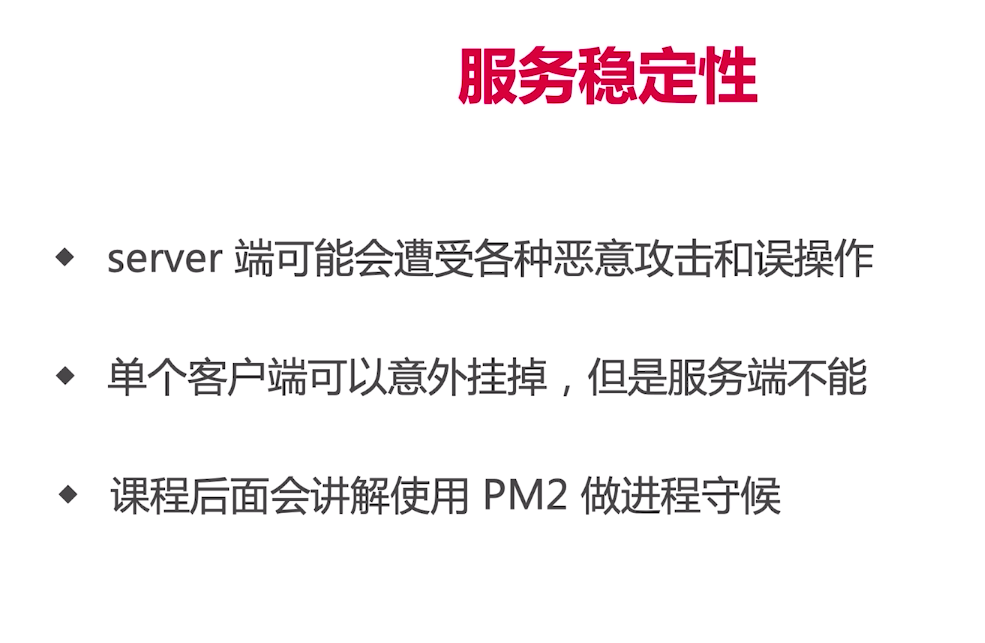 服务稳定性
server 端可能会遭受各种恶意攻击和误操作
单个客户端可以意外挂掉，但是服务端不能
课程后面会讲解使用 PM2 做进程守候